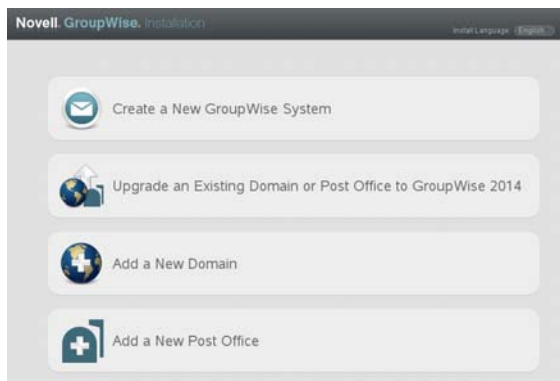 Novell. GroupWise. Installation
Install Language: English
Create a New GroupWise System
Upgrade an Existing Domain or Post Office to GroupWise 2014
Add a New Domain
Add a New Post Office